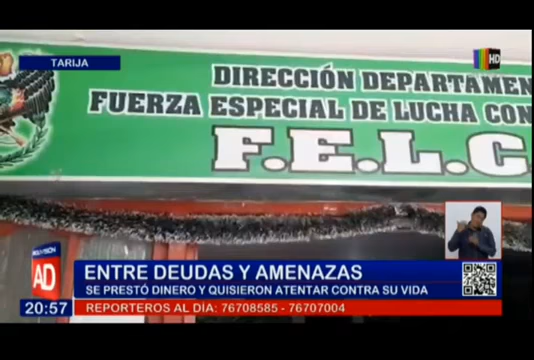 TARIJA
HD
DIRECCIÓN DEPARTAMEN
FUERZA ESPECIAL DE LUCHA CON
F.E.L.C.
AD
ENTRE DEUDAS Y AMENAZAS
SE PRESTÓ DINERO Y QUISIERON ATENTAR CONTRA SU VIDA
20:57
REPORTEROS AL DÍA: 76708585 - 76707004